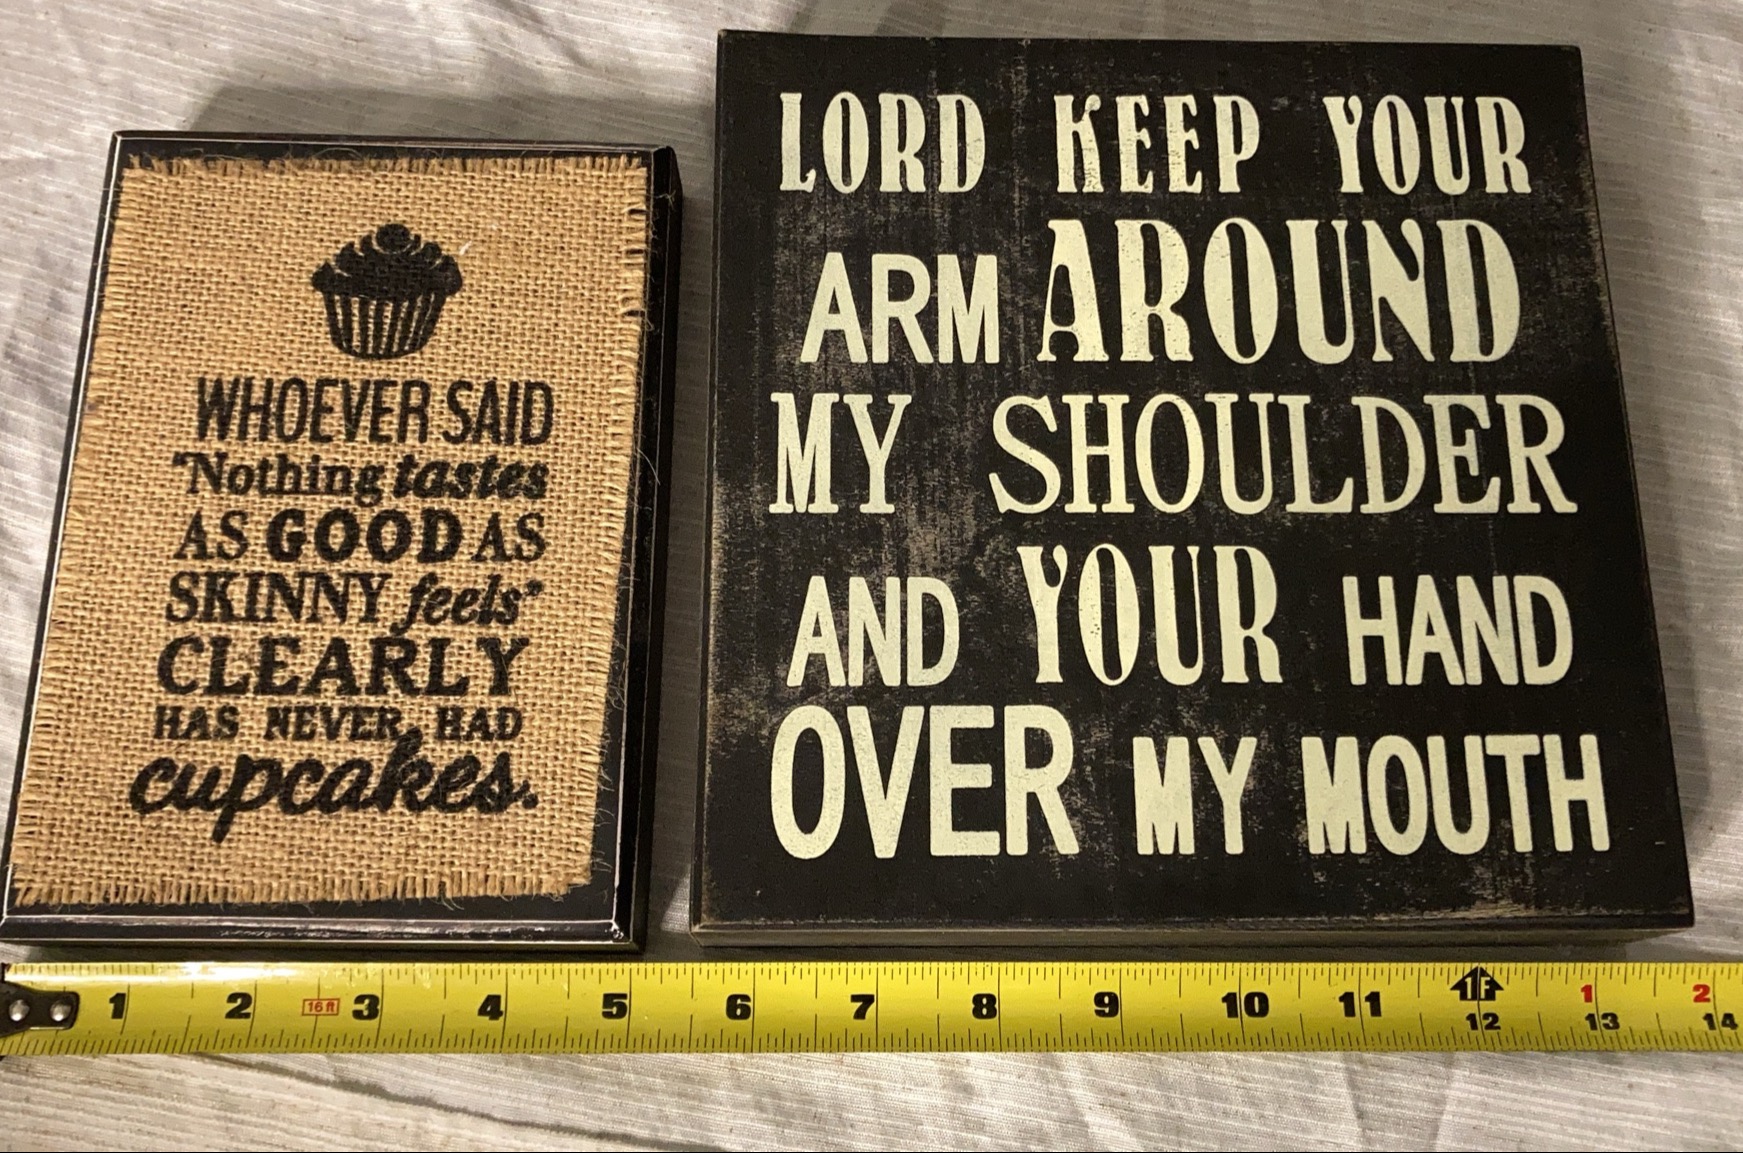 WHOEVER SAID
"Nothing tastes
AS GOOD AS
SKINNY feels"
CLEARLY
HAS NEVER HAD
cupcakes.
LORD KEEP YOUR
ARM AROUND
MY SHOULDER
AND YOUR HAND
OVER MY MOUTH
1 2 16 ft 3 4 5 6 7 8 9 10 11 1F 1 2
12 13 14